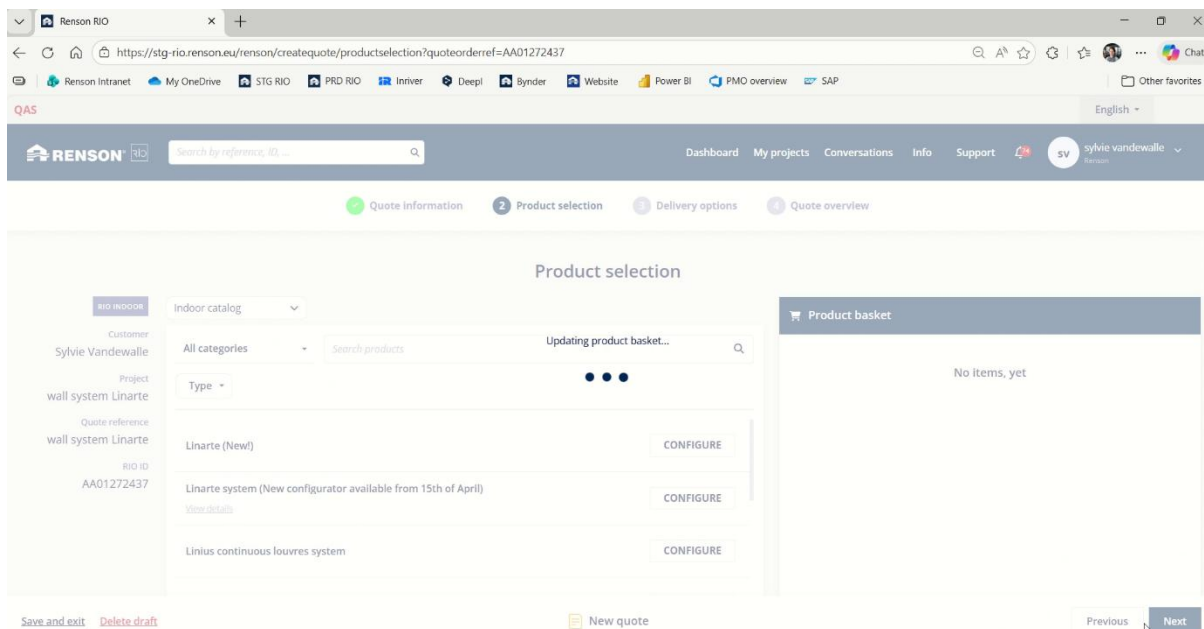 Renson RIO
https://stg-rio.renson.eu/renson/createquote/productselection?quoteorderref=AA01272437
Chat
Renson Intranet My OneDrive STG RIO PRD RIO Inriver Deepl Bynder Website Power BI PMO overview SAP Other favorites
QAS English
RENSON RIO Search by reference, ID, ... Dashboard My projects Conversations Info Support SV sylvie vandewalle
Renson
Quote information 2 Product selection 3 Delivery options 4 Quote overview
Product selection
RIO INDOOR
Customer
Sylvie Vandewalle
Project
wall system Linarte
Quote reference
wall system Linarte
RIO ID
AA01272437
Indoor catalog
All categories Search products
Updating product basket...
Type
Linarte (New!) CONFIGURE
Linarte system (New configurator available from 15th of April) CONFIGURE
View details
Linius continuous louvres system CONFIGURE
Product basket
No items, yet
Save and exit Delete draft New quote Previous Next